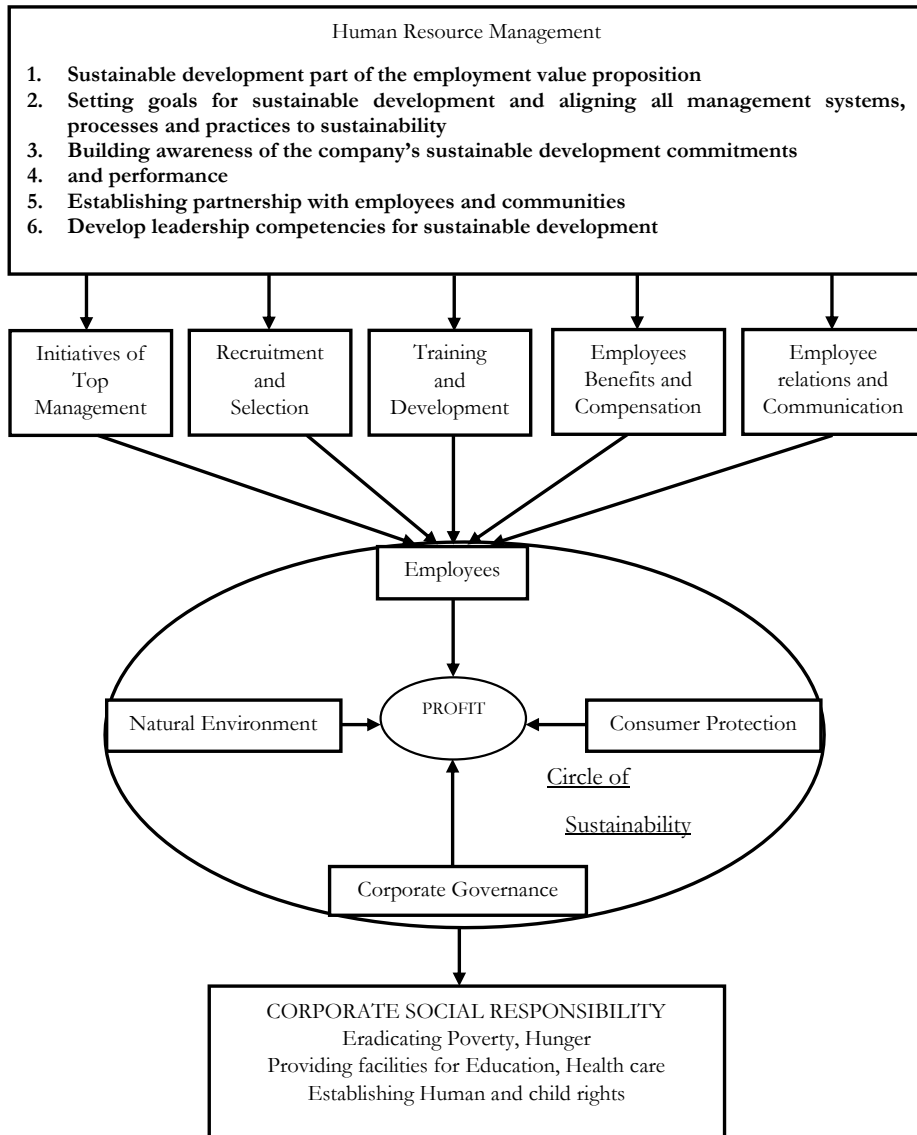 Human Resource Management
1. Sustainable development part of the employment value proposition
2. Setting goals for sustainable development and aligning all management systems,
processes and practices to sustainability
3. Building awareness of the company's sustainable development commitments
4. and performance
5. Establishing partnership with employees and communities
6. Develop leadership competencies for sustainable development
Initiatives of
Top
Management
Recruitment
and
Selection
Training
and
Development
Employees
Benefits and
Compensation
Employee
relations and
Communication
Employees
Natural Environment
PROFIT
Consumer Protection
Circle of
Sustainability
Corporate Governance
CORPORATE SOCIAL RESPONSIBILITY
Eradicating Poverty, Hunger
Providing facilities for Education, Health care
Establishing Human and child rights